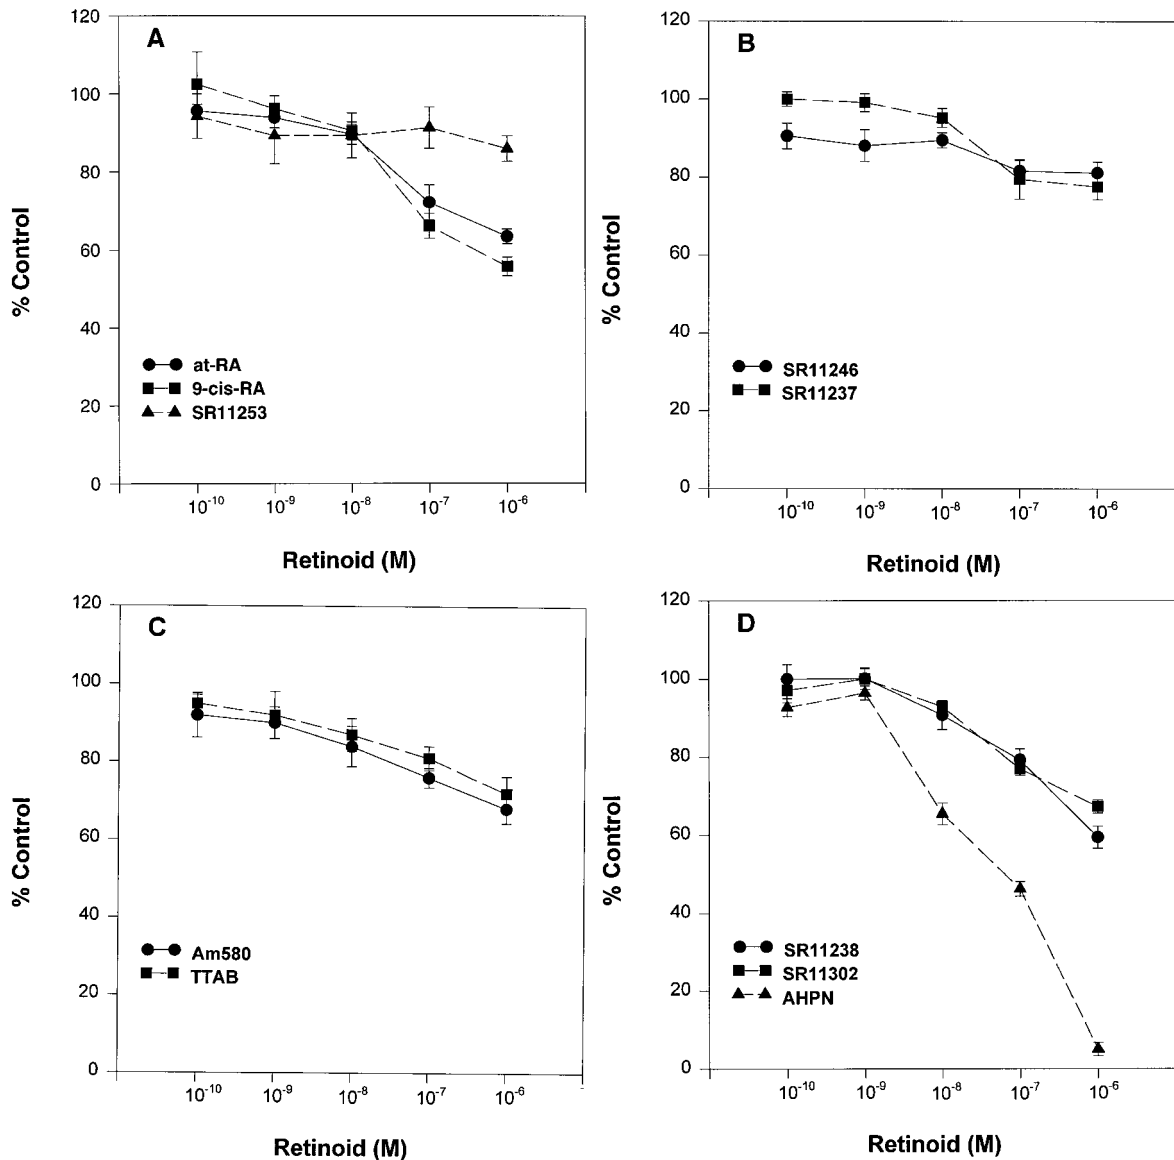 A
% Control
120
100
80
60
40
20
0
at-RA
9-cis-RA
SR11253
10⁻¹⁰ 10⁻⁹ 10⁻⁸ 10⁻⁷ 10⁻⁶
Retinoid (M)
B
% Control
120
100
80
60
40
20
0
SR11246
SR11237
10⁻¹⁰ 10⁻⁹ 10⁻⁸ 10⁻⁷ 10⁻⁶
Retinoid (M)
C
% Control
120
100
80
60
40
20
0
Am580
TTAB
10⁻¹⁰ 10⁻⁹ 10⁻⁸ 10⁻⁷ 10⁻⁶
Retinoid (M)
D
% Control
120
100
80
60
40
20
0
SR11238
SR11302
AHPN
10⁻¹⁰ 10⁻⁹ 10⁻⁸ 10⁻⁷ 10⁻⁶
Retinoid (M)